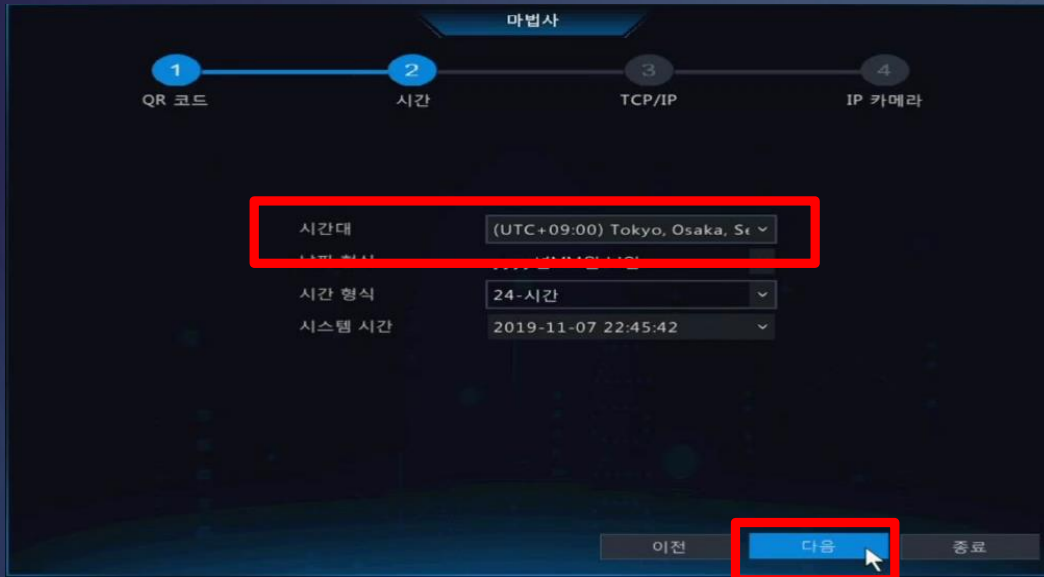 마법사
1
2
3
4
QR 코드
시간
TCP/IP
IP 카메라
시간대
(UTC+09:00) Tokyo, Osaka, Se
시간 형식
24-시간
시스템 시간
2019-11-07 22:45:42
이전
다음
종료